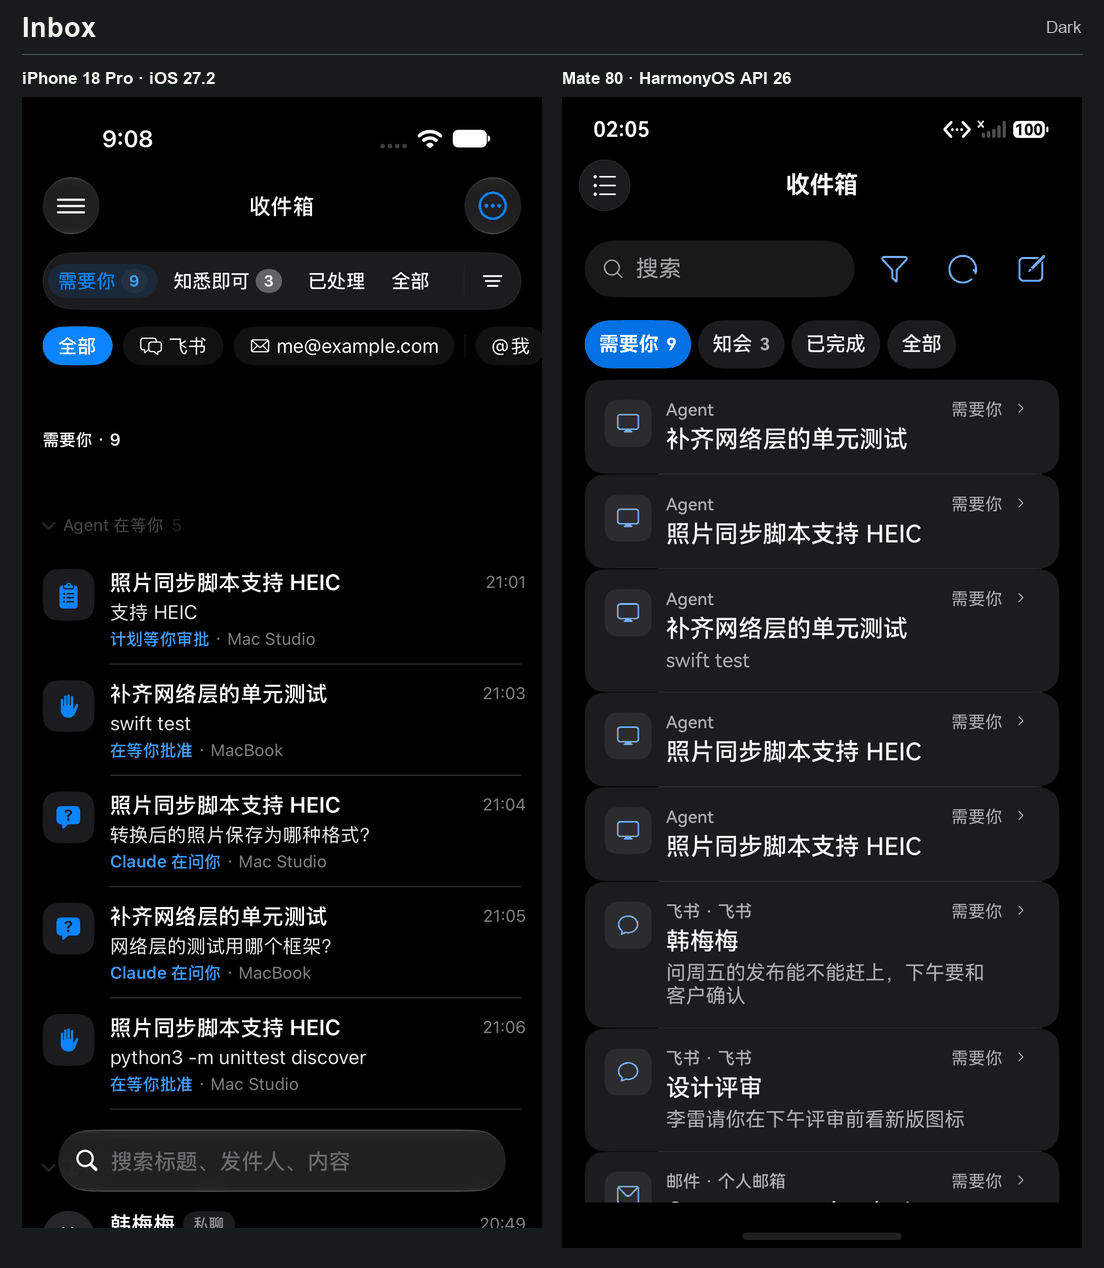 Inbox
Dark
iPhone 18 Pro · iOS 27.2
9:08
收件箱
需要你 9 知悉即可 3 已处理 全部
全部 飞书 me@example.com @我
需要你 · 9
Agent 在等你 5
照片同步脚本支持 HEIC 21:01
支持 HEIC
计划等你审批 · Mac Studio
补齐网络层的单元测试 21:03
swift test
在等你批准 · MacBook
照片同步脚本支持 HEIC 21:04
转换后的照片保存为哪种格式?
Claude 在问你 · Mac Studio
补齐网络层的单元测试 21:05
网络层的测试用哪个框架?
Claude 在问你 · MacBook
照片同步脚本支持 HEIC 21:06
python3 -m unittest discover
在等你批准 · Mac Studio
搜索标题、发件人、内容
韩梅梅 私聊 20:49
Mate 80 · HarmonyOS API 26
02:05 100
收件箱
搜索
需要你 9 知会 3 已完成 全部
Agent 需要你
补齐网络层的单元测试
Agent 需要你
照片同步脚本支持 HEIC
Agent 需要你
补齐网络层的单元测试
swift test
Agent 需要你
照片同步脚本支持 HEIC
Agent 需要你
照片同步脚本支持 HEIC
飞书 · 飞书 需要你
韩梅梅
问周五的发布能不能赶上，下午要和
客户确认
飞书 · 飞书 需要你
设计评审
李雷请你在下午评审前看新版图标
邮件 · 个人邮箱 需要你